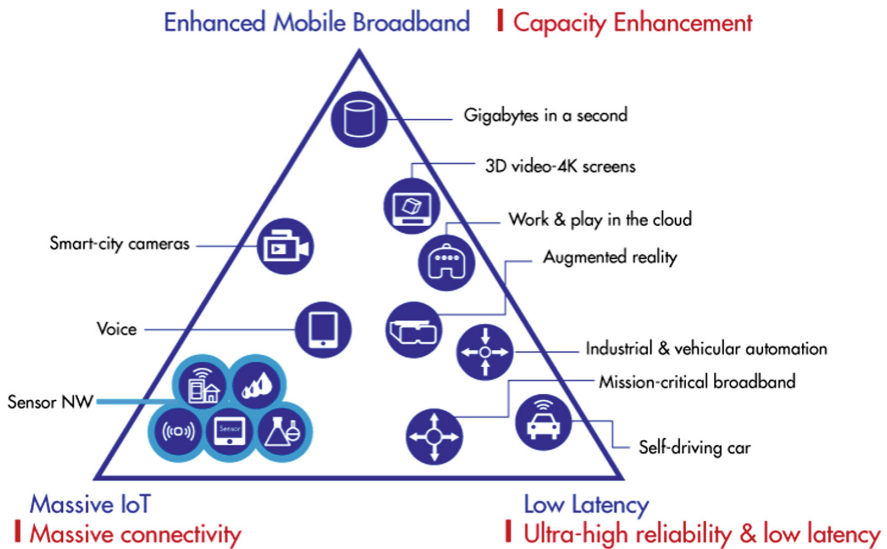 Enhanced Mobile Broadband
Capacity Enhancement
Gigabytes in a second
3D video-4K screens
Work & play in the cloud
Smart-city cameras
Augmented reality
Voice
Industrial & vehicular automation
Mission-critical broadband
Sensor NW
Sensor
Self-driving car
Massive IoT
Low Latency
Massive connectivity
Ultra-high reliability & low latency